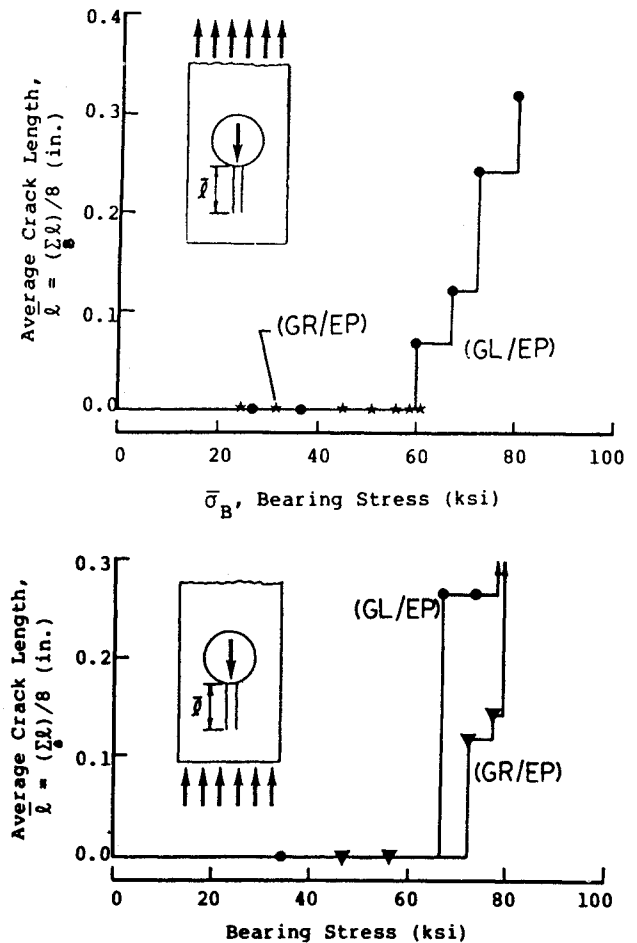 0.4
0.3
0.2
0.1
0.0
Average Crack Length,
ℓ̄ = (Σℓ)/8 (in.)
8
ℓ̄
(GR/EP)
(GL/EP)
0 20 40 60 80 100
σ̄B, Bearing Stress (ksi)
0.3
0.2
0.1
0.0
Average Crack Length,
ℓ̄ = (Σℓ)/8 (in.)
8
ℓ̄
(GL/EP)
(GR/EP)
0 20 40 60 80 100
Bearing Stress (ksi)